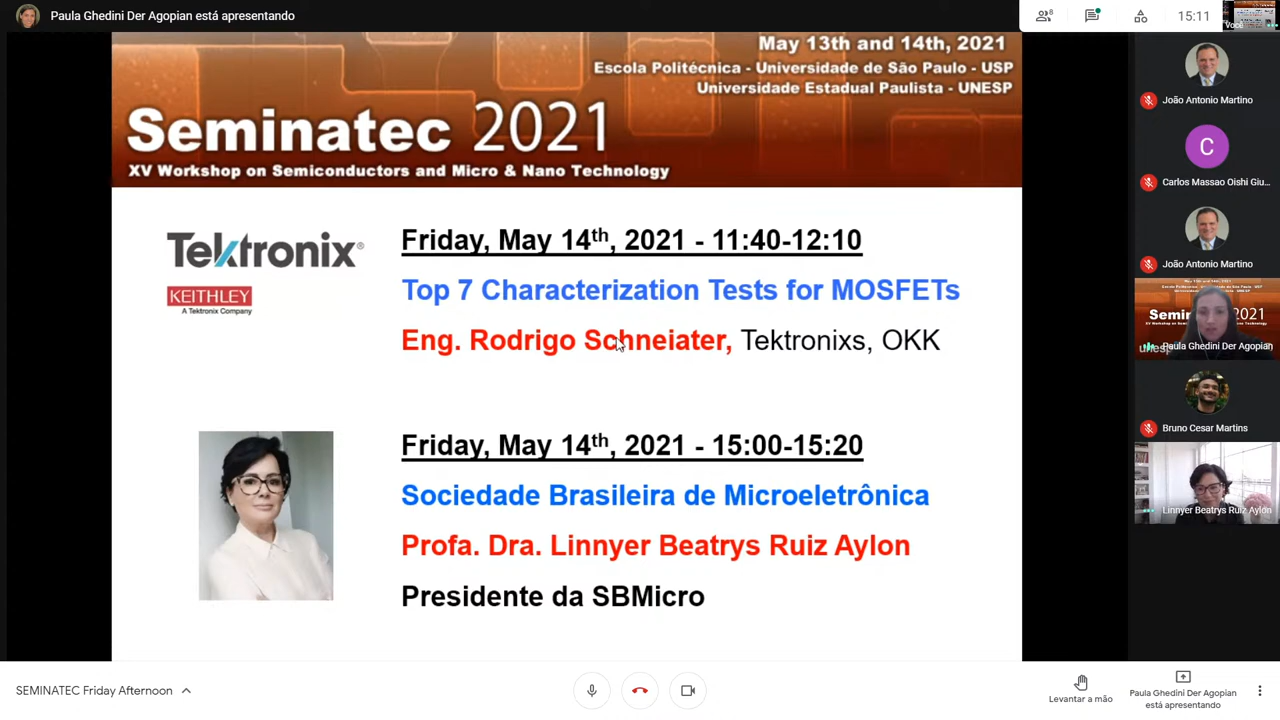 Paula Ghedini Der Agopian está apresentando
8
15:11
Você
May 13th and 14th, 2021
Escola Politécnica - Universidade de São Paulo - USP
Universidade Estadual Paulista - UNESP
Seminatec 2021
XV Workshop on Semiconductors and Micro & Nano Technology
Tektronix®
KEITHLEY
A Tektronix Company
Friday, May 14th, 2021 - 11:40-12:10
Top 7 Characterization Tests for MOSFETs
Eng. Rodrigo Schneiater, Tektronixs, OKK
Friday, May 14th, 2021 - 15:00-15:20
Sociedade Brasileira de Microeletrônica
Profa. Dra. Linnyer Beatrys Ruiz Aylon
Presidente da SBMicro
João Antonio Martino
C
Carlos Massao Oishi Giu...
João Antonio Martino
unesp
Paula Ghedini Der Agopian
Bruno Cesar Martins
Linnyer Beatrys Ruiz Aylon
SEMINATEC Friday Afternoon
Levantar a mão
Paula Ghedini Der Agopian
está apresentando